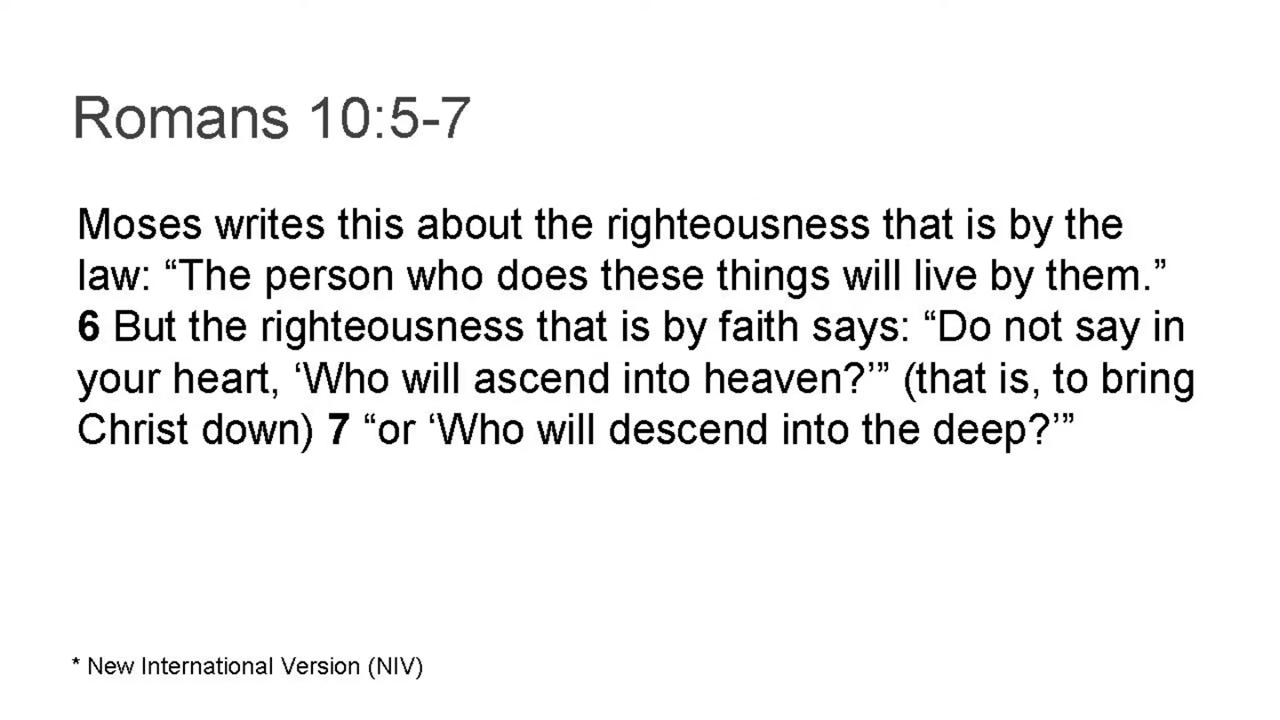 Romans 10:5-7
Moses writes this about the righteousness that is by the
law: “The person who does these things will live by them.”
6 But the righteousness that is by faith says: “Do not say in
your heart, ‘Who will ascend into heaven?’” (that is, to bring
Christ down) 7 “or ‘Who will descend into the deep?’”
* New International Version (NIV)